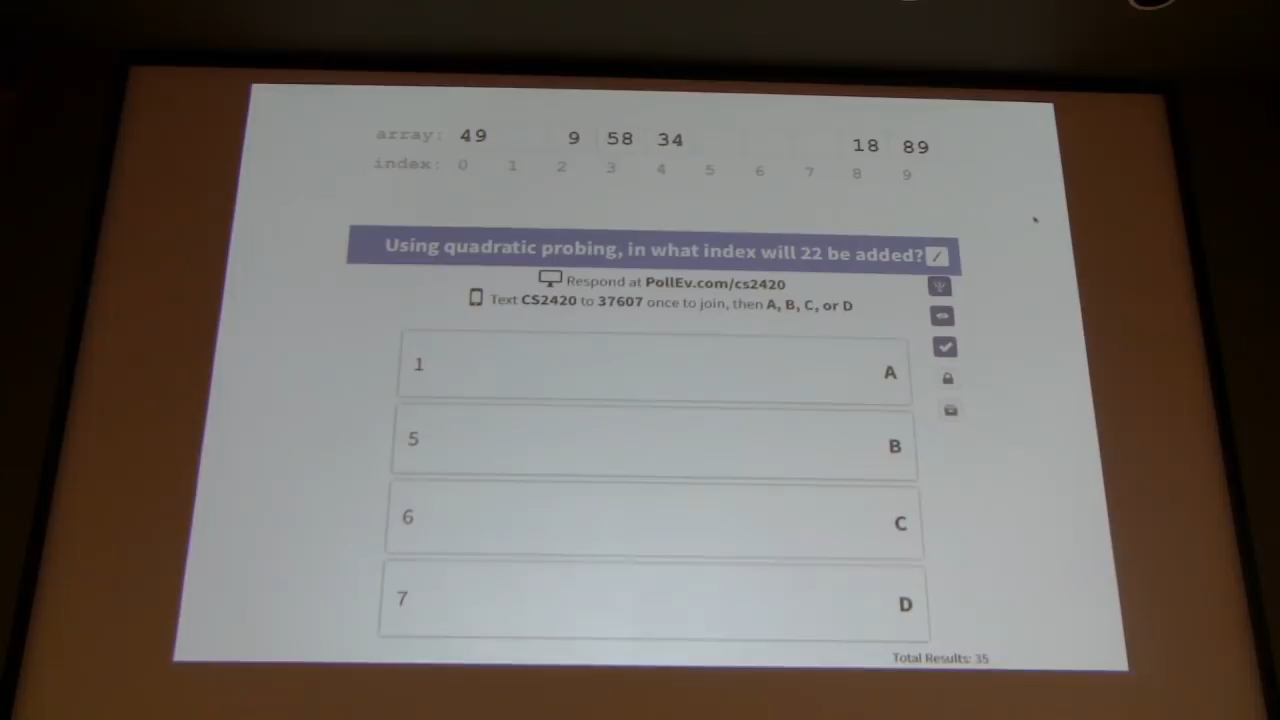 array: 49 9 58 34 18 89
index: 0 1 2 3 4 5 6 7 8 9
Using quadratic probing, in what index will 22 be added?
Respond at PollEv.com/cs2420
Text CS2420 to 37607 once to join, then A, B, C, or D
1 A
5 B
6 C
7 D
Total Results: 35